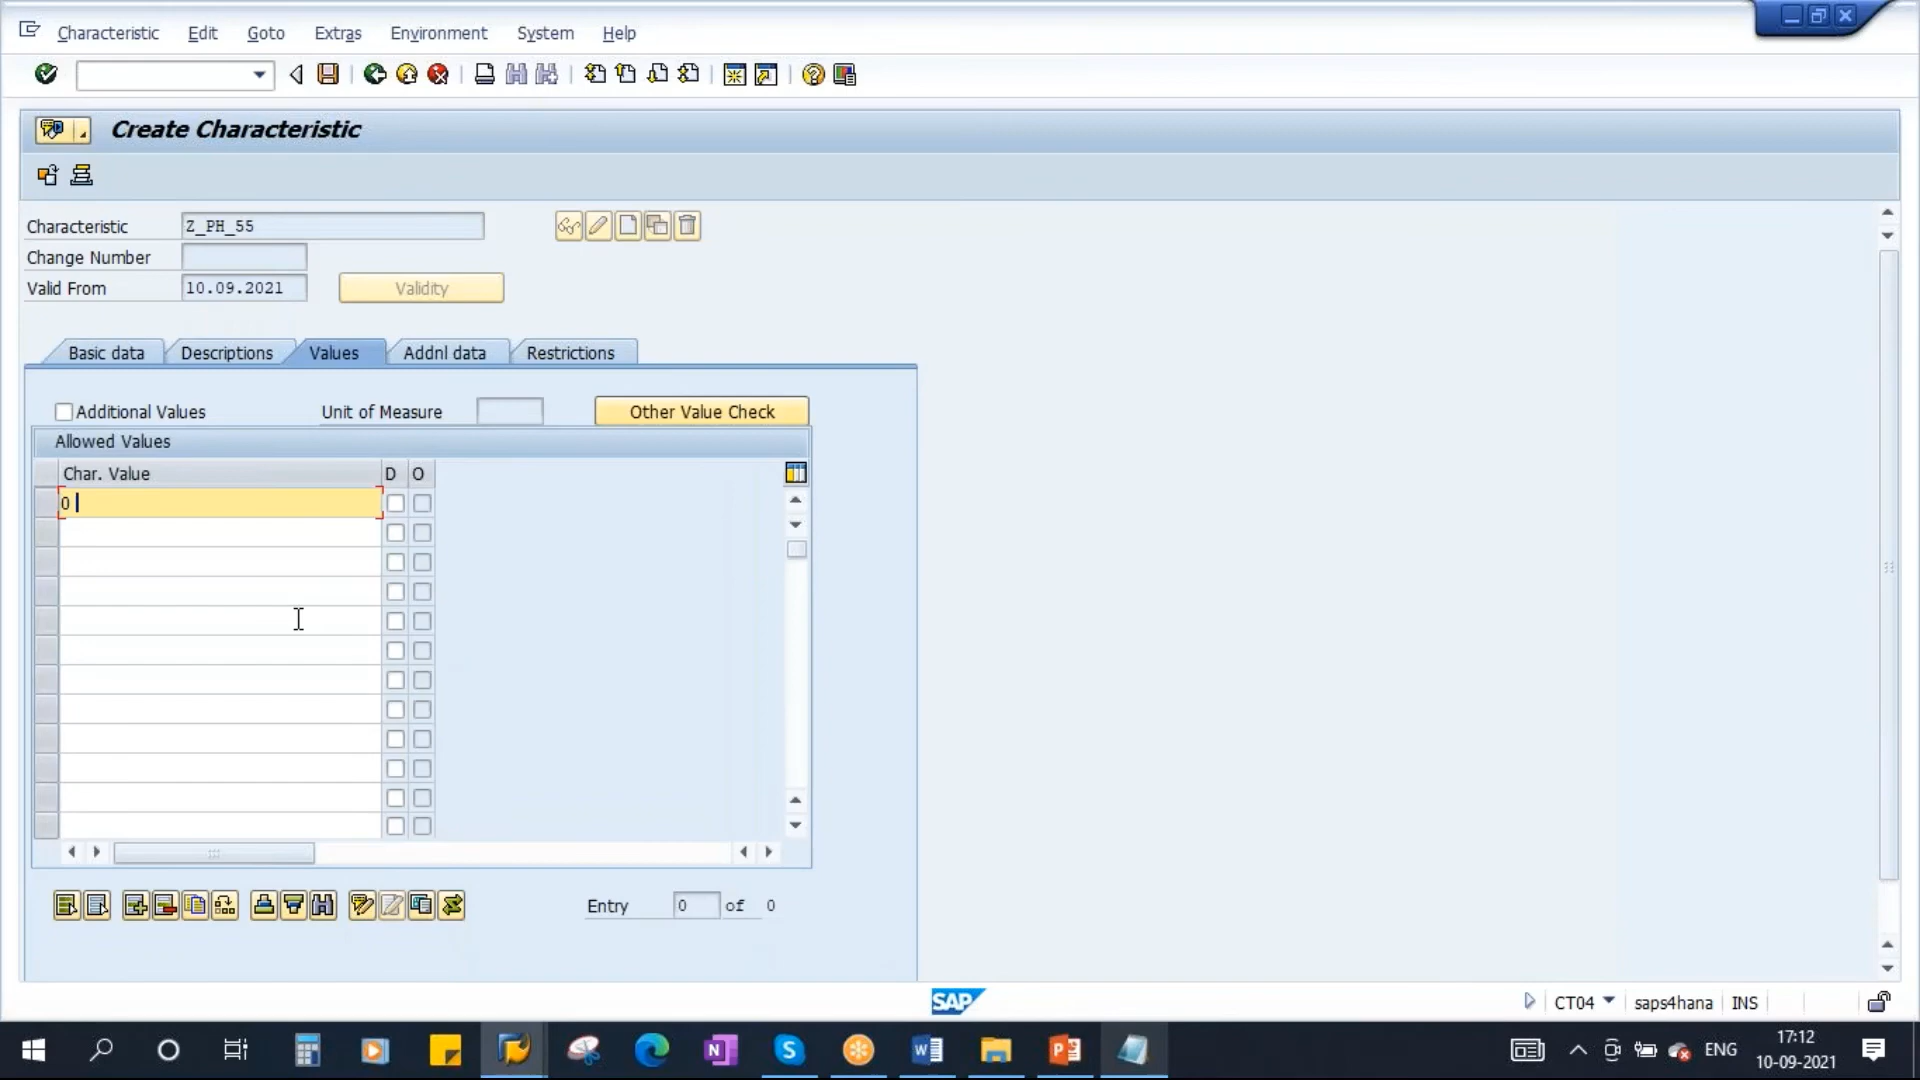 Characteristic Edit Goto Extras Environment System Help
Create Characteristic
Characteristic Z_PH_55
Change Number
Valid From 10.09.2021 Validity
Basic data Descriptions Values Addnl data Restrictions
Additional Values Unit of Measure Other Value Check
Allowed Values
Char. Value D O
0
Entry 0 of 0
SAP CT04 saps4hana INS
N S W P ENG 17:12
10-09-2021